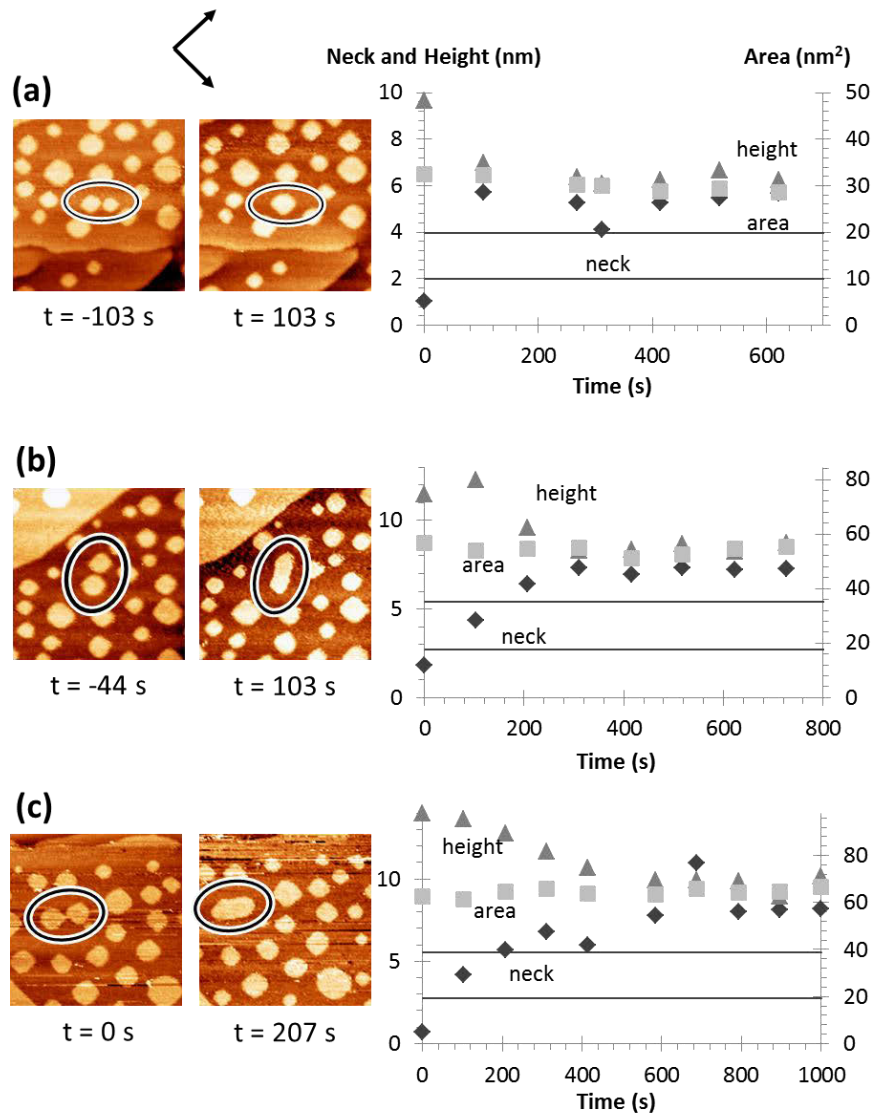 Neck and Height (nm) Area (nm²)
(a)
10 50
8 40
6 30
4 20
2 10
0 0
height
area
neck
0 200 400 600
Time (s)
t = -103 s t = 103 s
(b)
10 80
5 60
0 40
20
0
height
area
neck
0 200 400 600 800
Time (s)
t = -44 s t = 103 s
(c)
10 80
5 60
0 40
20
0
height
area
neck
0 200 400 600 800 1000
Time (s)
t = 0 s t = 207 s